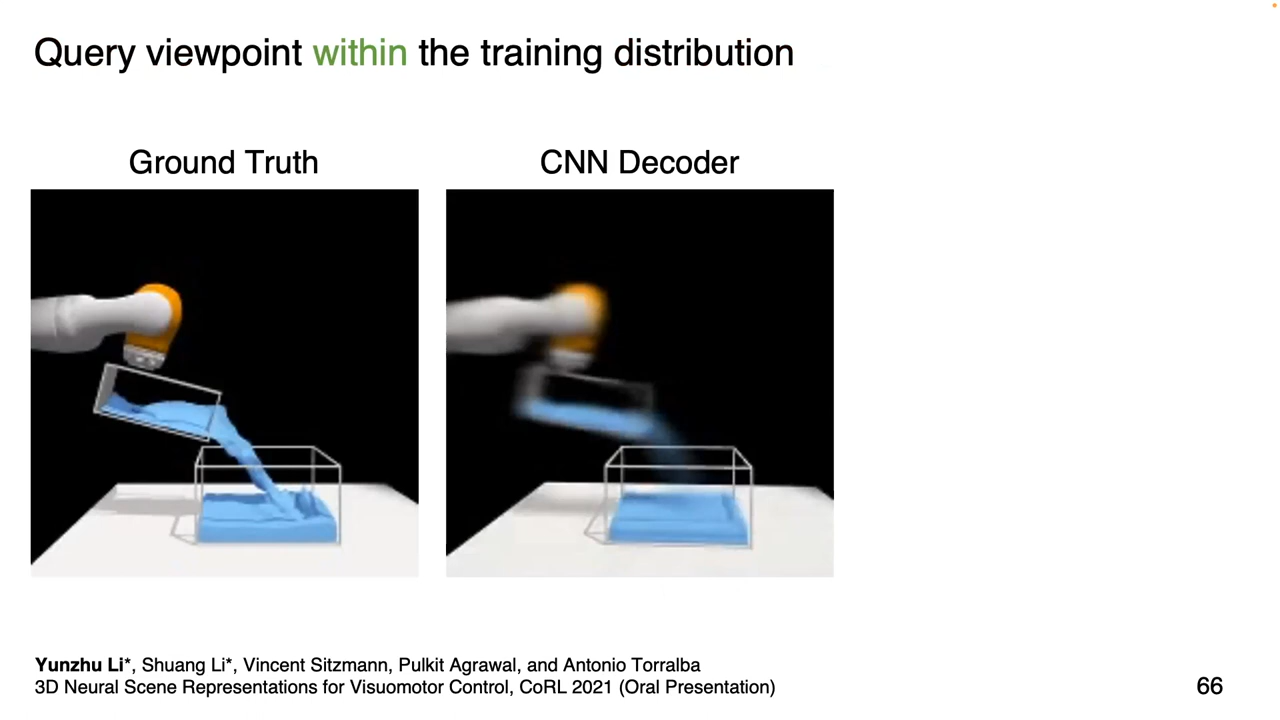 Query viewpoint within the training distribution
Ground Truth
CNN Decoder
Yunzhu Li*, Shuang Li*, Vincent Sitzmann, Pulkit Agrawal, and Antonio Torralba
3D Neural Scene Representations for Visuomotor Control, CoRL 2021 (Oral Presentation)
66